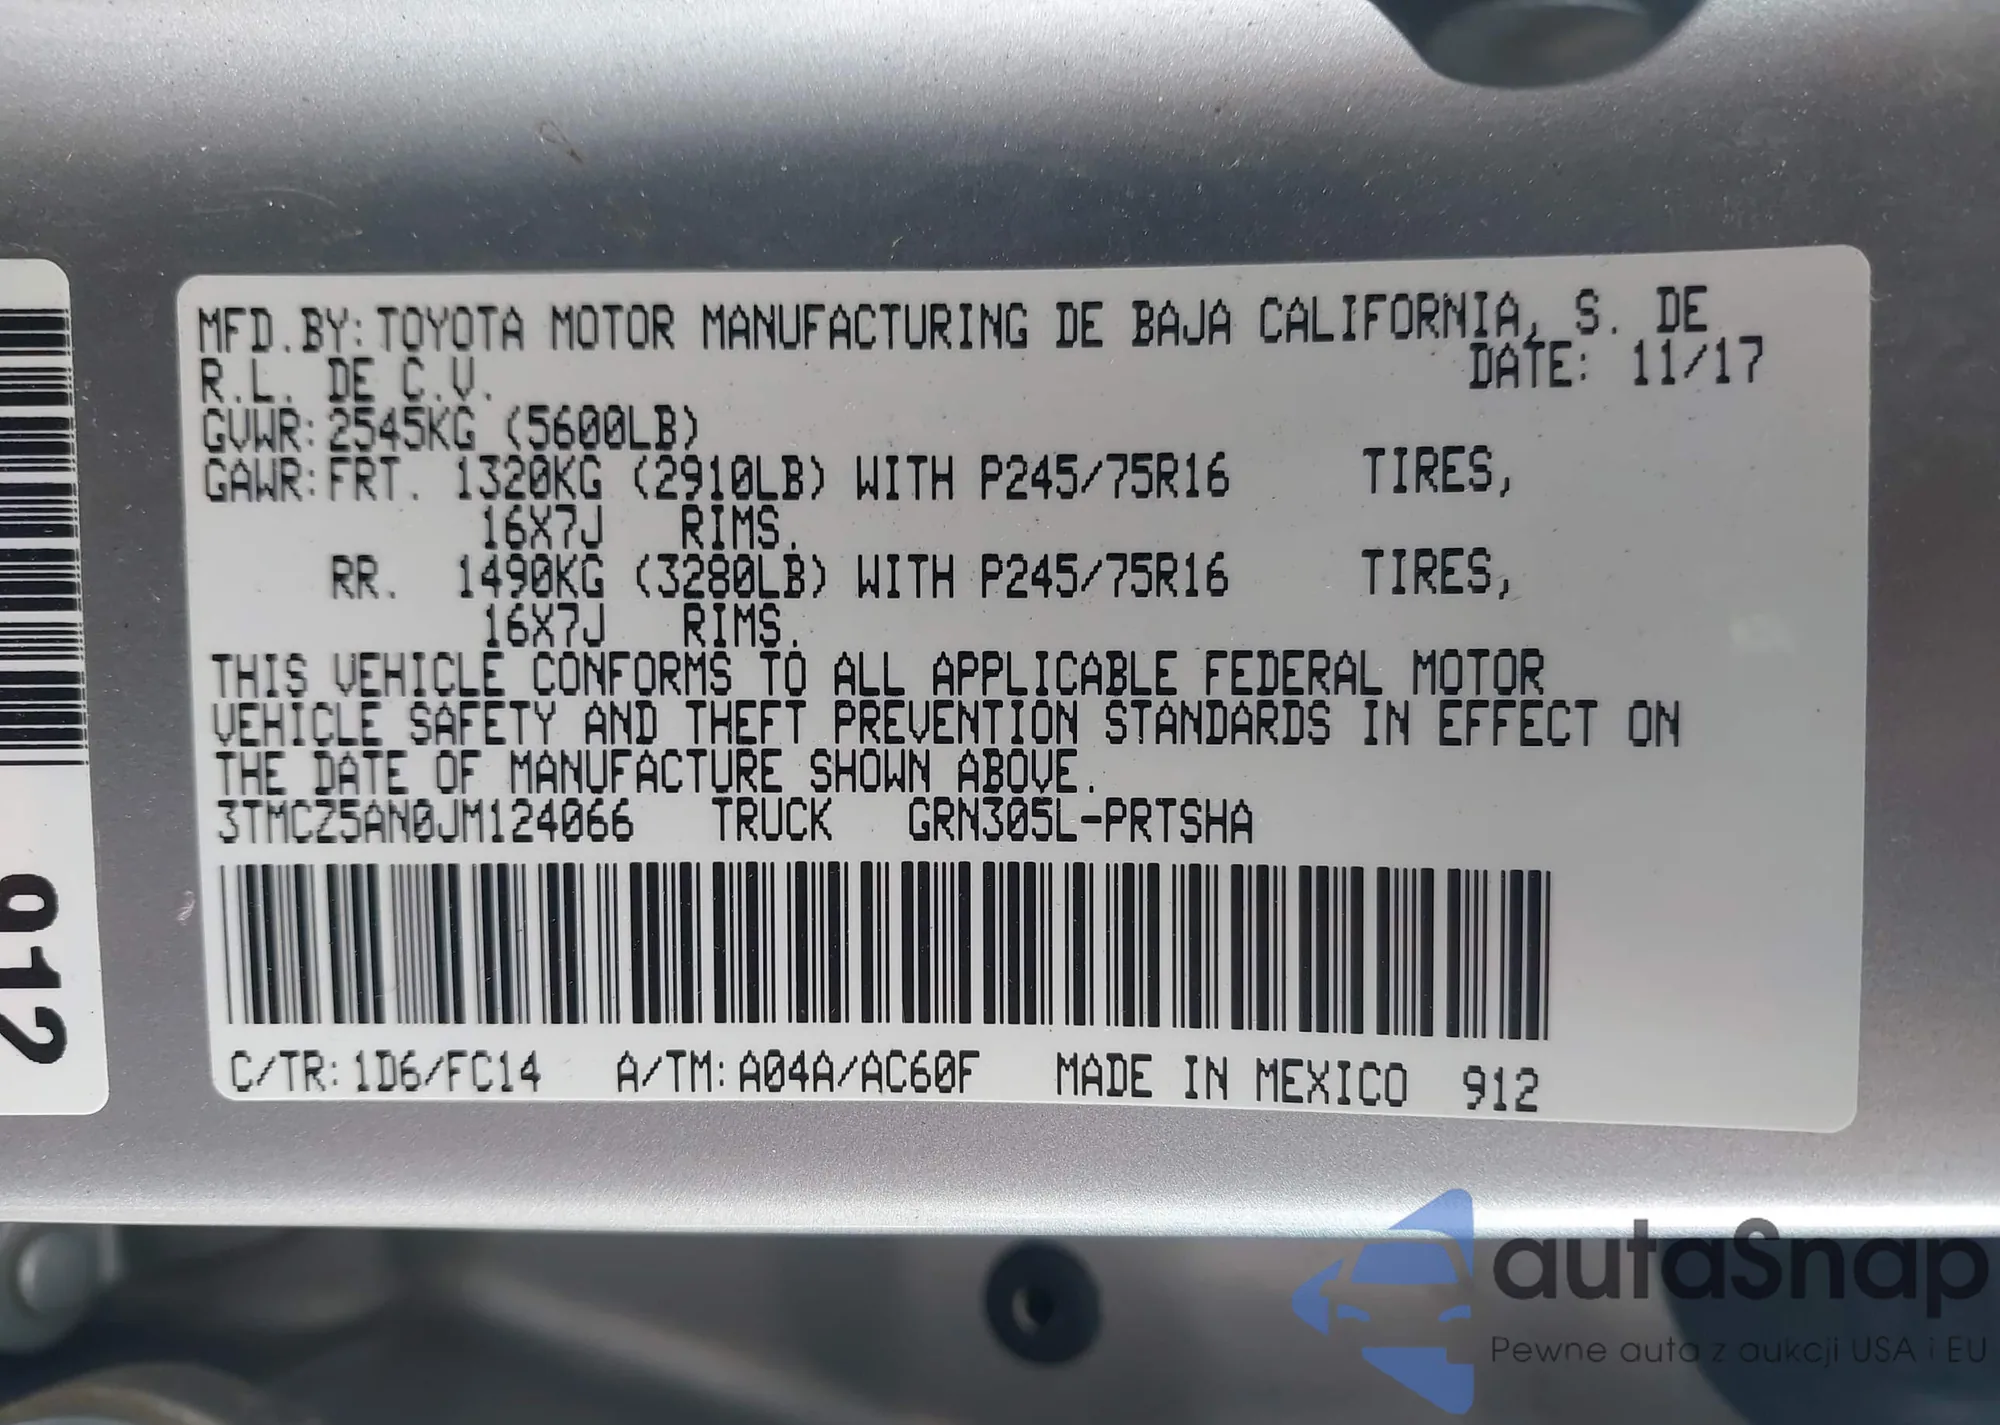 MFD.BY:TOYOTA MOTOR MANUFACTURING DE BAJA CALIFORNIA, S. DE
R.L. DE C.V. DATE: 11/17
GVWR:2545KG (5600LB)
GAWR:FRT. 1320KG (2910LB) WITH P245/75R16 TIRES,
16X7J RIMS.
RR. 1490KG (3280LB) WITH P245/75R16 TIRES,
16X7J RIMS.
THIS VEHICLE CONFORMS TO ALL APPLICABLE FEDERAL MOTOR
VEHICLE SAFETY AND THEFT PREVENTION STANDARDS IN EFFECT ON
THE DATE OF MANUFACTURE SHOWN ABOVE.
3TMCZ5AN0JM124066 TRUCK GRN305L-PRTSHA
C/TR:1D6/FC14 A/TM:A04A/AC60F MADE IN MEXICO 912
912
autaSnap
Pewne auta z aukcji USA i EU